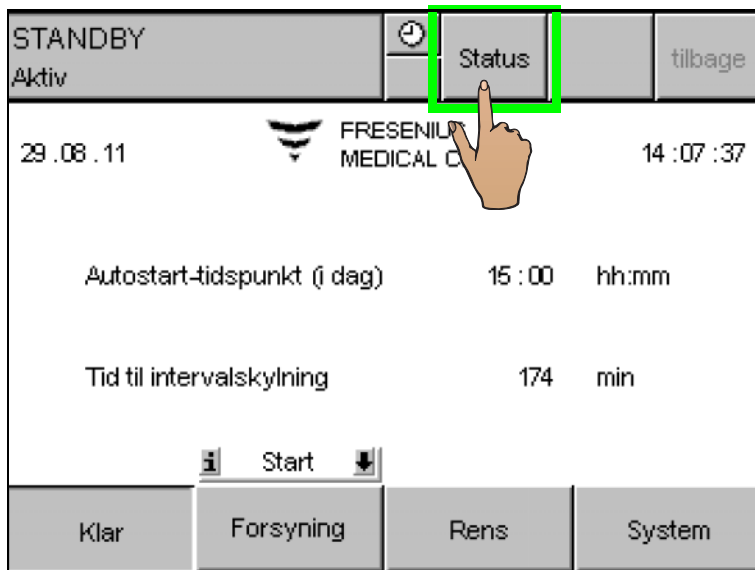 STANDBY
Aktiv
Status
tilbage
29.08.11
FRESENIUS
MEDICAL C
14:07:37
Autostart-tidspunkt (i dag) 15:00 hh:mm
Tid til intervalskylning 174 min
i Start
Klar Forsyning Rens System